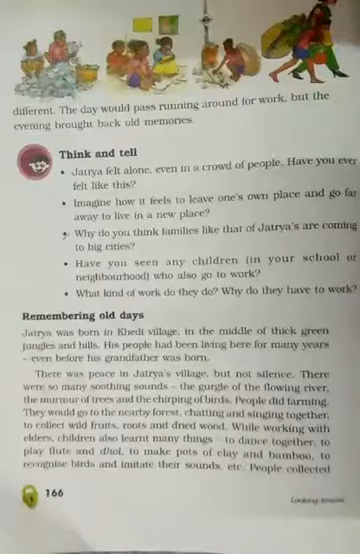 different. The day would pass running around for work, but the
evening brought back old memories.
Think and tell
• Jatrya felt alone, even in a crowd of people. Have you ever
felt like this?
• Imagine how it feels to leave one's own place and go far
away to live in a new place?
• Why do you think families like that of Jatrya's are coming
to big cities?
• Have you seen any children (in your school or
neighbourhood) who also go to work?
• What kind of work do they do? Why do they have to work?
Remembering old days
Jatrya was born in Khedi village, in the middle of thick green
jungles and hills. His people had been living here for many years
– even before his grandfather was born.
There was peace in Jatrya's village, but not silence. There
were so many soothing sounds – the gurgle of the flowing river,
the murmur of trees and the chirping of birds. People did farming.
They would go to the nearby forest, chatting and singing together,
to collect wild fruits, roots and dried wood. While working with
elders, children also learnt many things – to dance together, to
play flute and dhol, to make pots of clay and bamboo, to
recognise birds and imitate their sounds, etc. People collected
166
Looking Around